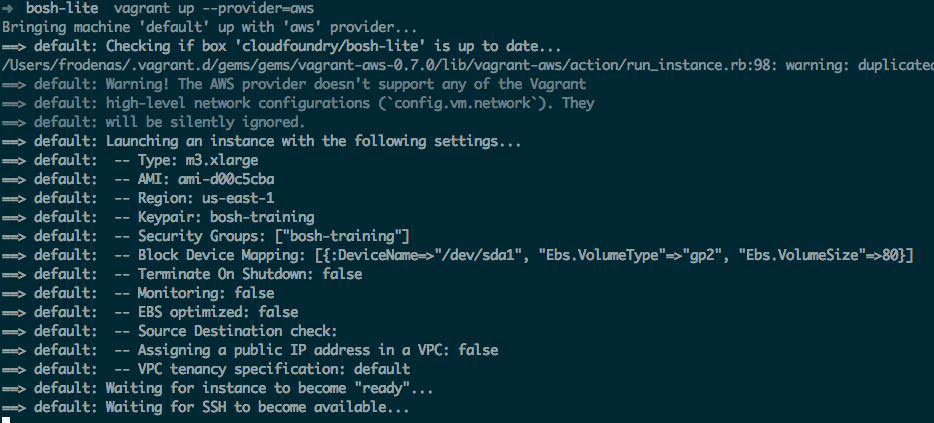 → bosh-lite vagrant up --provider=aws
Bringing machine 'default' up with 'aws' provider...
==> default: Checking if box 'cloudfoundry/bosh-lite' is up to date...
/Users/frodenas/.vagrant.d/gems/gems/vagrant-aws-0.7.0/lib/vagrant-aws/action/run_instance.rb:98: warning: duplicated
==> default: Warning! The AWS provider doesn't support any of the Vagrant
==> default: high-level network configurations (`config.vm.network`). They
==> default: will be silently ignored.
==> default: Launching an instance with the following settings...
==> default:  -- Type: m3.xlarge
==> default:  -- AMI: ami-d00c5cba
==> default:  -- Region: us-east-1
==> default:  -- Keypair: bosh-training
==> default:  -- Security Groups: ["bosh-training"]
==> default:  -- Block Device Mapping: [{:DeviceName=>"/dev/sda1", "Ebs.VolumeType"=>"gp2", "Ebs.VolumeSize"=>80}]
==> default:  -- Terminate On Shutdown: false
==> default:  -- Monitoring: false
==> default:  -- EBS optimized: false
==> default:  -- Source Destination check:
==> default:  -- Assigning a public IP address in a VPC: false
==> default:  -- VPC tenancy specification: default
==> default: Waiting for instance to become "ready"...
==> default: Waiting for SSH to become available...